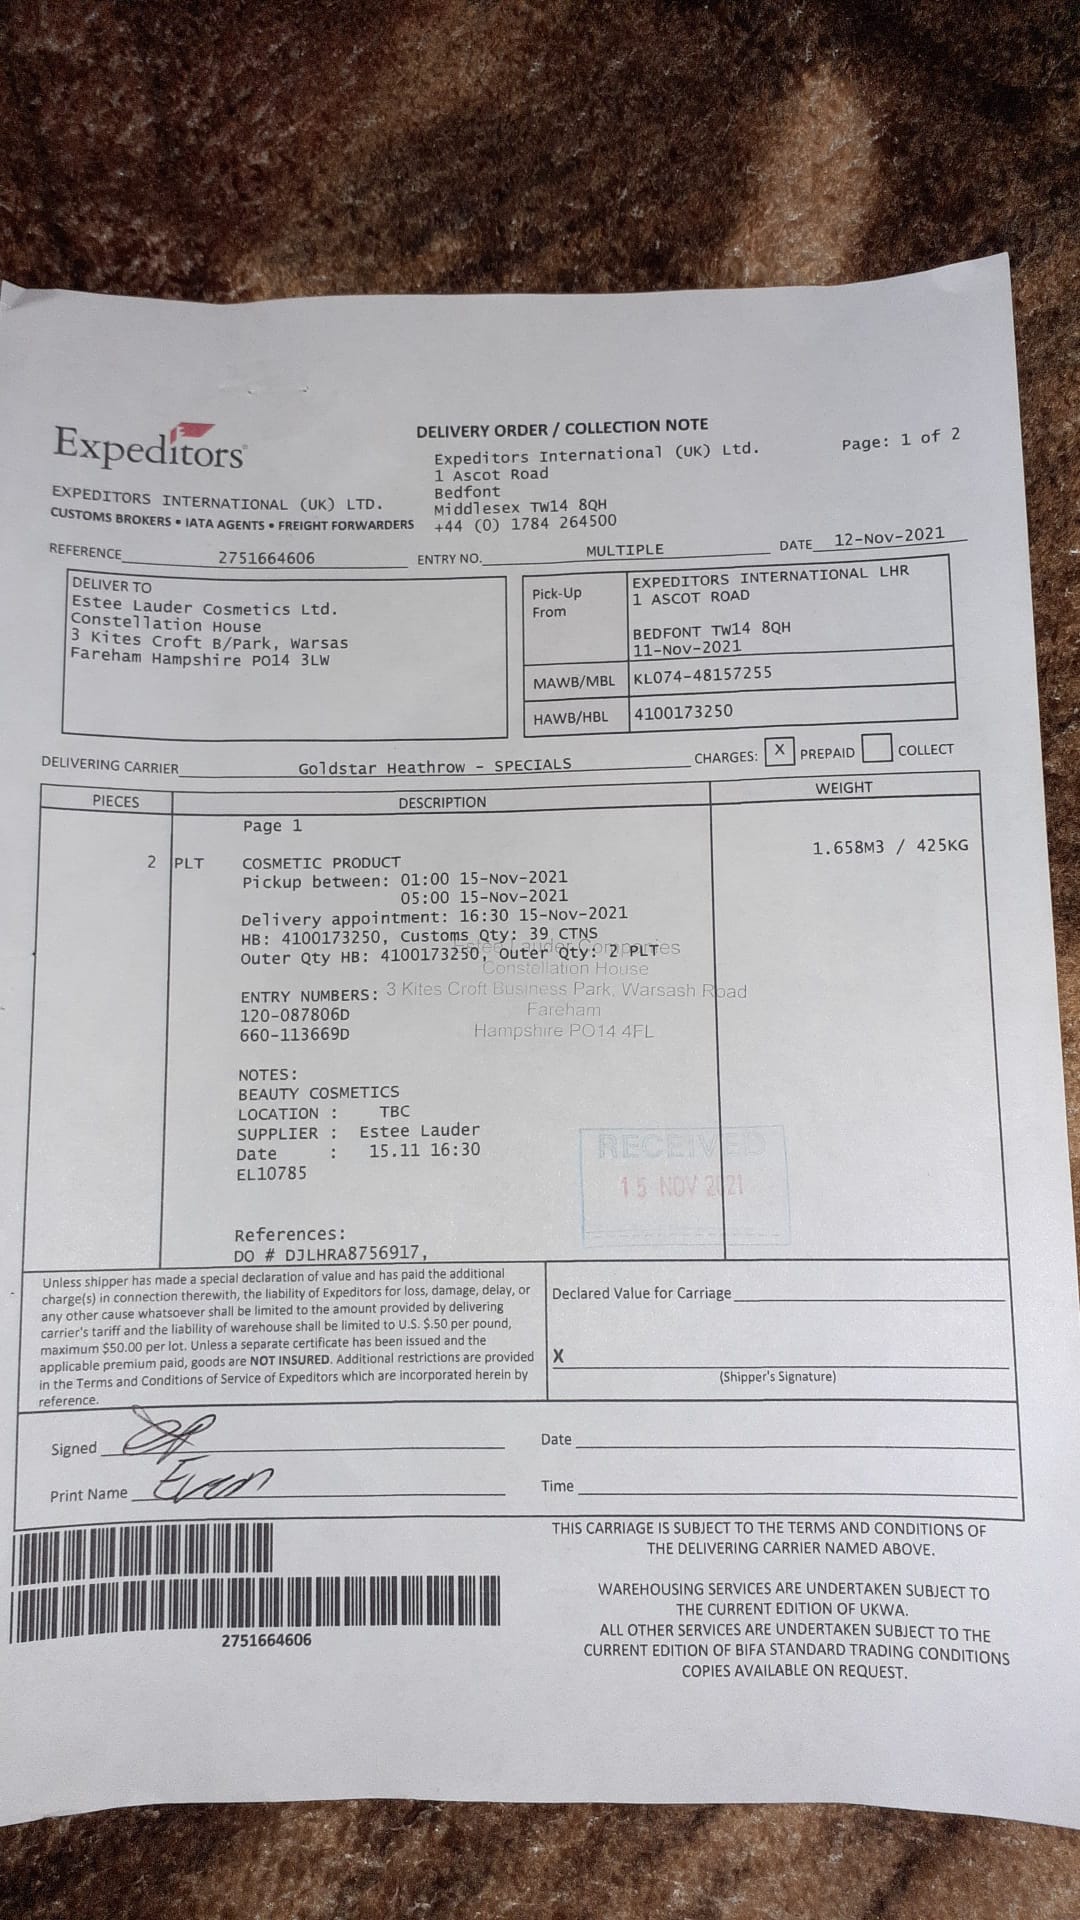 Expeditors
DELIVERY ORDER / COLLECTION NOTE
Page: 1 of 2
Expeditors International (UK) Ltd.
1 Ascot Road
Bedfont
Middlesex TW14 8QH
+44 (0) 1784 264500
EXPEDITORS INTERNATIONAL (UK) LTD.
CUSTOMS BROKERS • IATA AGENTS • FREIGHT FORWARDERS
REFERENCE 2751664606 ENTRY NO. MULTIPLE DATE 12-Nov-2021
DELIVER TO
Estee Lauder Cosmetics Ltd.
Constellation House
3 Kites Croft B/Park, Warsas
Fareham Hampshire PO14 3LW
Pick-Up From
EXPEDITORS INTERNATIONAL LHR
1 ASCOT ROAD
BEDFONT TW14 8QH
11-Nov-2021
MAWB/MBL KL074-48157255
HAWB/HBL 4100173250
DELIVERING CARRIER Goldstar Heathrow - SPECIALS CHARGES: X PREPAID COLLECT
PIECES DESCRIPTION WEIGHT
Page 1
2 PLT COSMETIC PRODUCT 1.658M3 / 425KG
Pickup between: 01:00 15-Nov-2021
05:00 15-Nov-2021
Delivery appointment: 16:30 15-Nov-2021
HB: 4100173250, Customs Qty: 39 CTNS
Outer Qty HB: 4100173250, Outer Qty: 2 PLT
Estee Lauder Companies
Constellation House
3 Kites Croft Business Park, Warsash Road
Fareham
Hampshire PO14 4FL
ENTRY NUMBERS:
120-087806D
660-113669D
NOTES:
BEAUTY COSMETICS
LOCATION : TBC
SUPPLIER : Estee Lauder
Date : 15.11 16:30
EL10785
RECEIVED
15 NOV 2021
References:
DO # DJLHRA8756917,
Unless shipper has made a special declaration of value and has paid the additional
charge(s) in connection therewith, the liability of Expeditors for loss, damage, delay, or
any other cause whatsoever shall be limited to the amount provided by delivering
carrier's tariff and the liability of warehouse shall be limited to U.S. $.50 per pound,
maximum $50.00 per lot. Unless a separate certificate has been issued and the
applicable premium paid, goods are NOT INSURED. Additional restrictions are provided
in the Terms and Conditions of Service of Expeditors which are incorporated herein by
reference.
Declared Value for Carriage
X
(Shipper's Signature)
Signed
Date
Print Name Evan
Time
2751664606
THIS CARRIAGE IS SUBJECT TO THE TERMS AND CONDITIONS OF
THE DELIVERING CARRIER NAMED ABOVE.
WAREHOUSING SERVICES ARE UNDERTAKEN SUBJECT TO
THE CURRENT EDITION OF UKWA.
ALL OTHER SERVICES ARE UNDERTAKEN SUBJECT TO THE
CURRENT EDITION OF BIFA STANDARD TRADING CONDITIONS
COPIES AVAILABLE ON REQUEST.